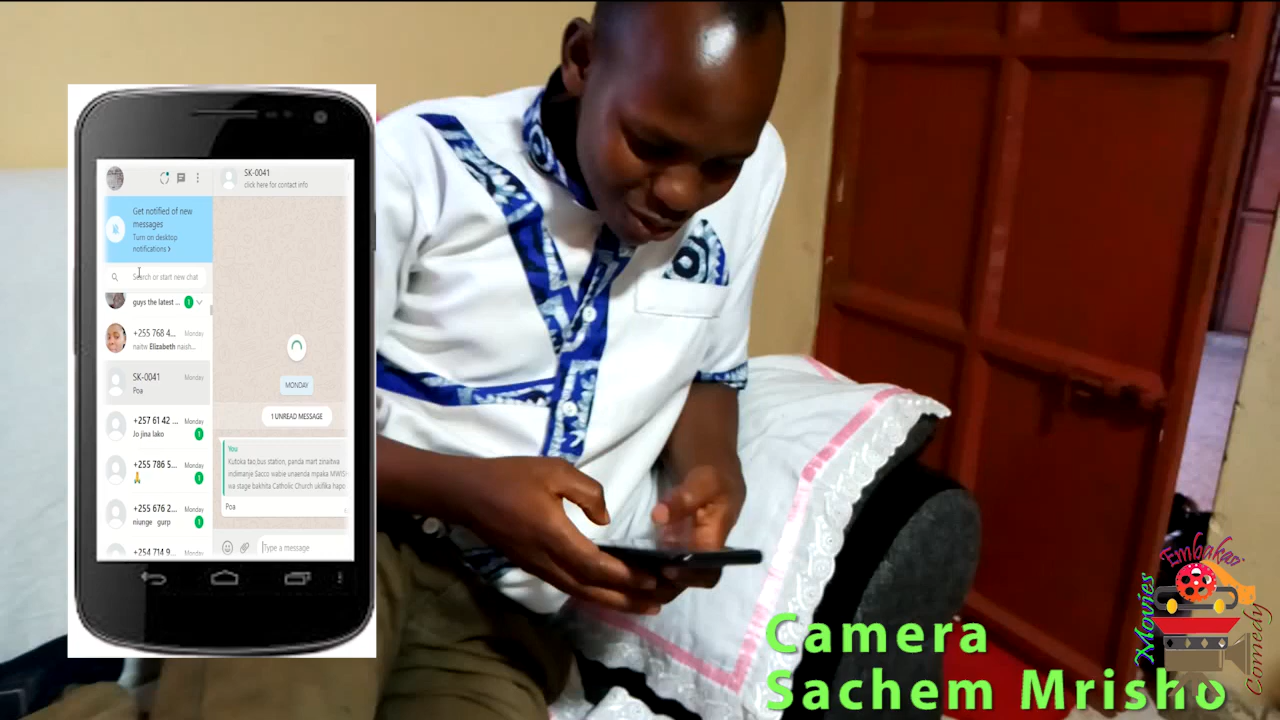 SK-0041
click here for contact info
Get notified of new
messages
Turn on desktop
notifications >
Search or start new chat
guys the latest ... 1
+255 768 4... Monday
naitw Elizabeth naish...
SK-0041 Monday
Poa
+257 61 42 ... Monday
Jo jina lako 1
+255 786 5... Monday
🙏 1
+255 676 2... Monday
niunge gurp 1
+254 714 9... Monday
MONDAY
1 UNREAD MESSAGE
You
Kutoka tao,bus station, panda mart zinaitwa
indimanje Sacco wabie unaenda mpaka MWIS
wa stage bakhita Catholic Church ukifika hapo
Poa
Type a message
Camera
Sachem Mrisho
Embakasi
Movies
Comedy